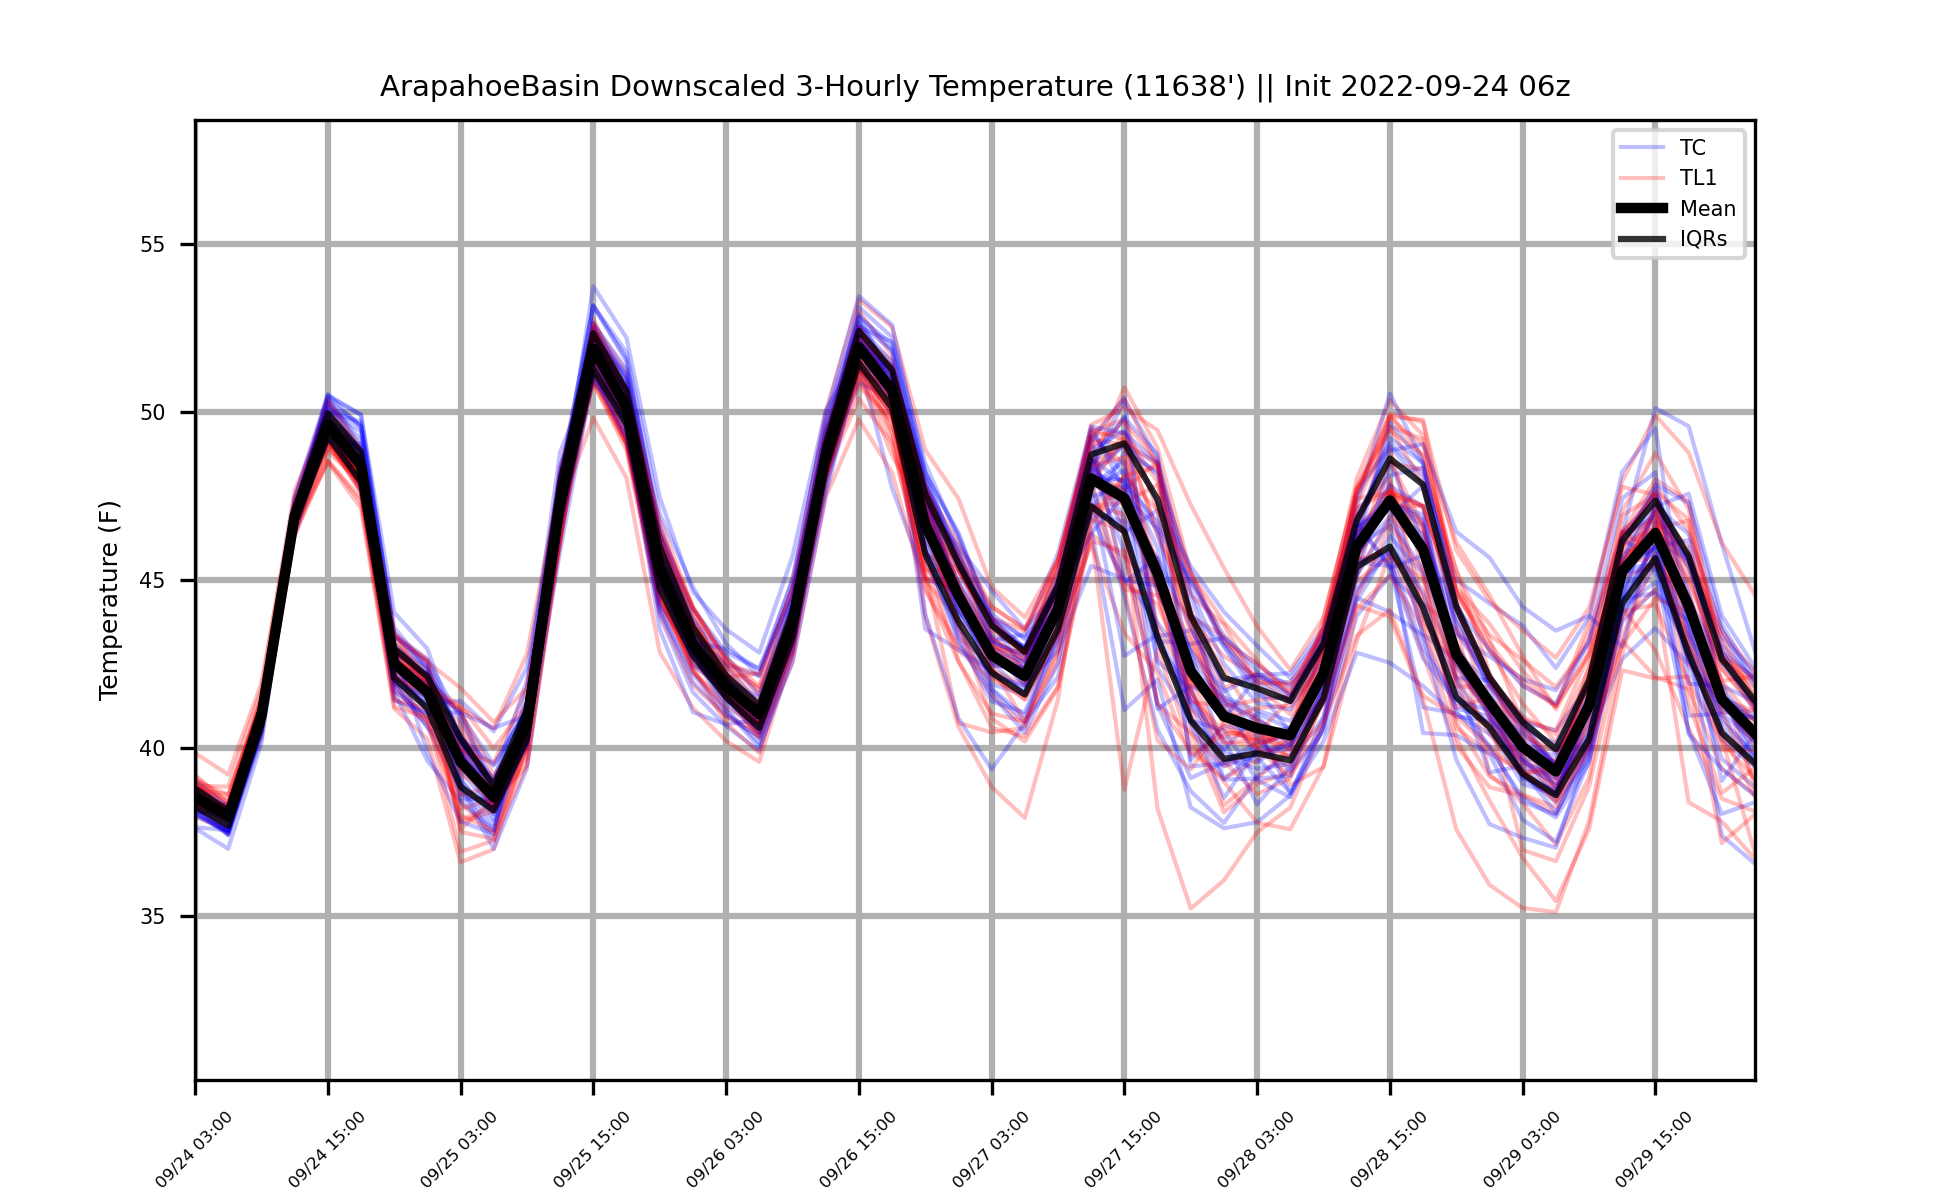 ArapahoeBasin Downscaled 3-Hourly Temperature (11638') || Init 2022-09-24 06z
TC
TL1
Mean
IQRs
Temperature (F)
55
50
45
40
35
09/24 03:00
09/24 15:00
09/25 03:00
09/25 15:00
09/26 03:00
09/26 15:00
09/27 03:00
09/27 15:00
09/28 03:00
09/28 15:00
09/29 03:00
09/29 15:00